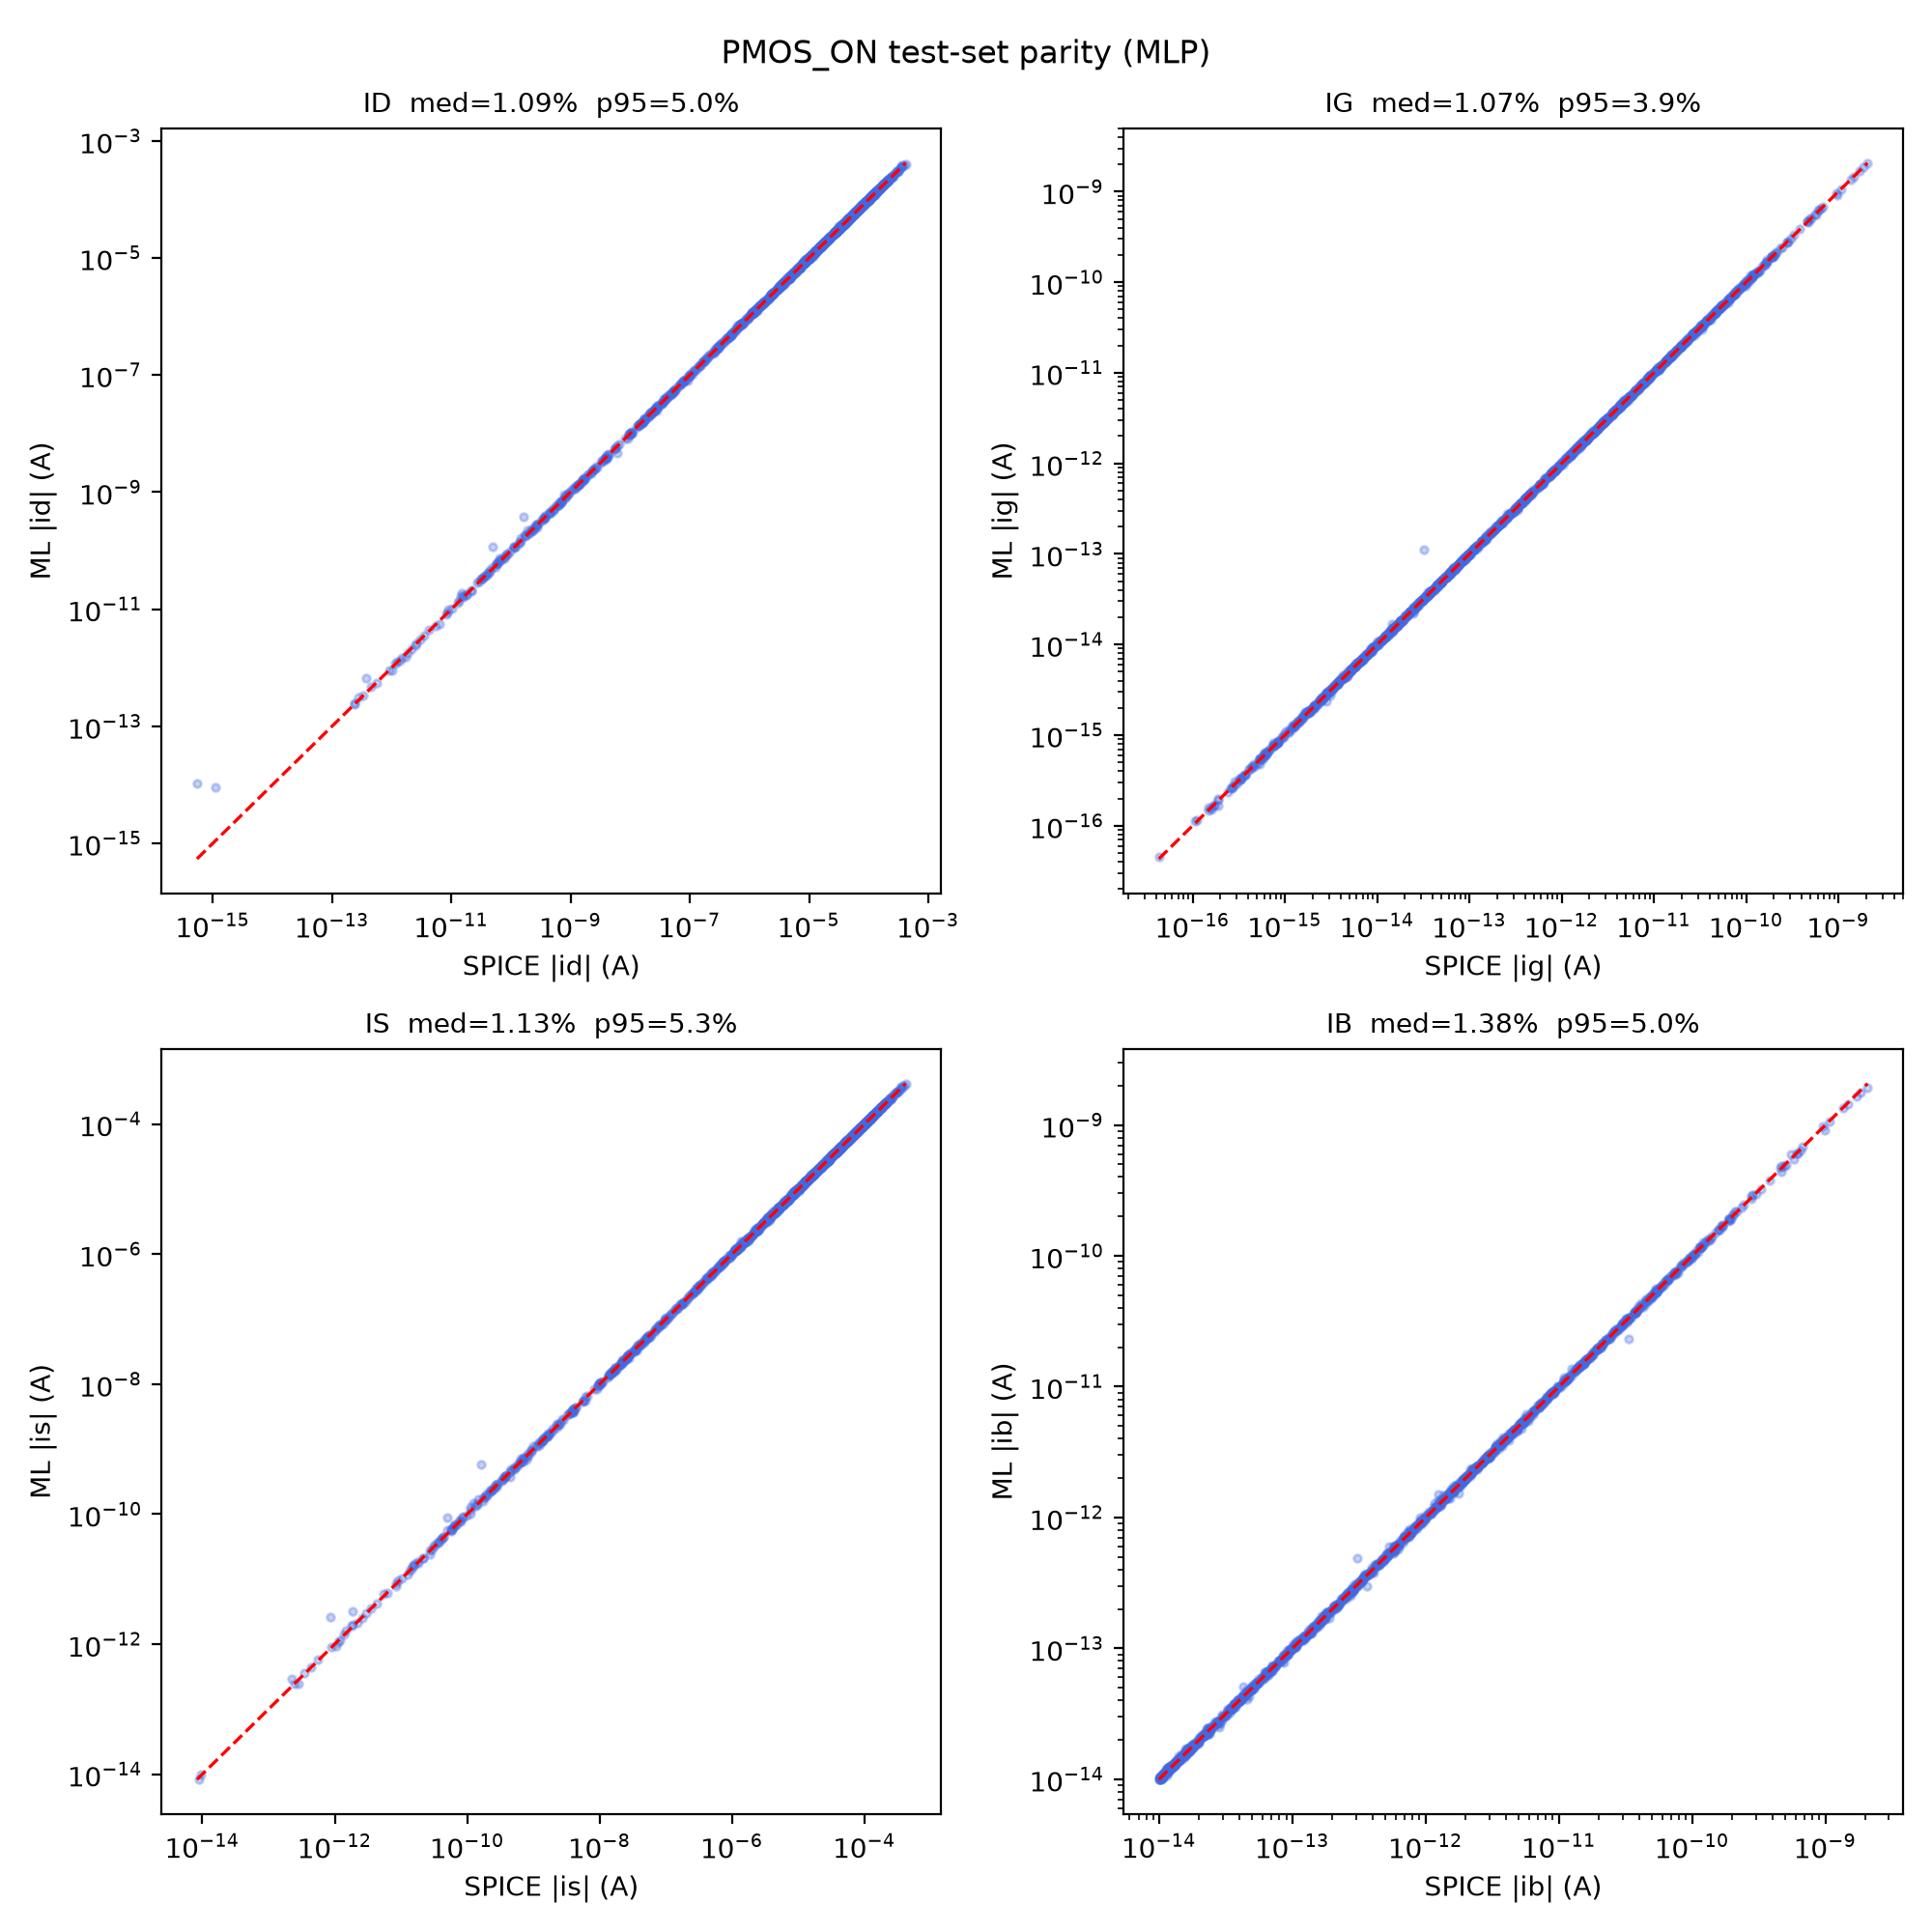 PMOS_ON test-set parity (MLP)
ID  med=1.09%  p95=5.0%
10⁻³
10⁻⁵
10⁻⁷
10⁻⁹
10⁻¹¹
10⁻¹³
10⁻¹⁵
ML |id| (A)
10⁻¹⁵ 10⁻¹³ 10⁻¹¹ 10⁻⁹ 10⁻⁷ 10⁻⁵ 10⁻³
SPICE |id| (A)
IG  med=1.07%  p95=3.9%
10⁻⁹
10⁻¹⁰
10⁻¹¹
10⁻¹²
10⁻¹³
10⁻¹⁴
10⁻¹⁵
10⁻¹⁶
ML |ig| (A)
10⁻¹⁶ 10⁻¹⁵ 10⁻¹⁴ 10⁻¹³ 10⁻¹² 10⁻¹¹ 10⁻¹⁰ 10⁻⁹
SPICE |ig| (A)
IS  med=1.13%  p95=5.3%
10⁻⁴
10⁻⁶
10⁻⁸
10⁻¹⁰
10⁻¹²
10⁻¹⁴
ML |is| (A)
10⁻¹⁴ 10⁻¹² 10⁻¹⁰ 10⁻⁸ 10⁻⁶ 10⁻⁴
SPICE |is| (A)
IB  med=1.38%  p95=5.0%
10⁻⁹
10⁻¹⁰
10⁻¹¹
10⁻¹²
10⁻¹³
10⁻¹⁴
ML |ib| (A)
10⁻¹⁴ 10⁻¹³ 10⁻¹² 10⁻¹¹ 10⁻¹⁰ 10⁻⁹
SPICE |ib| (A)